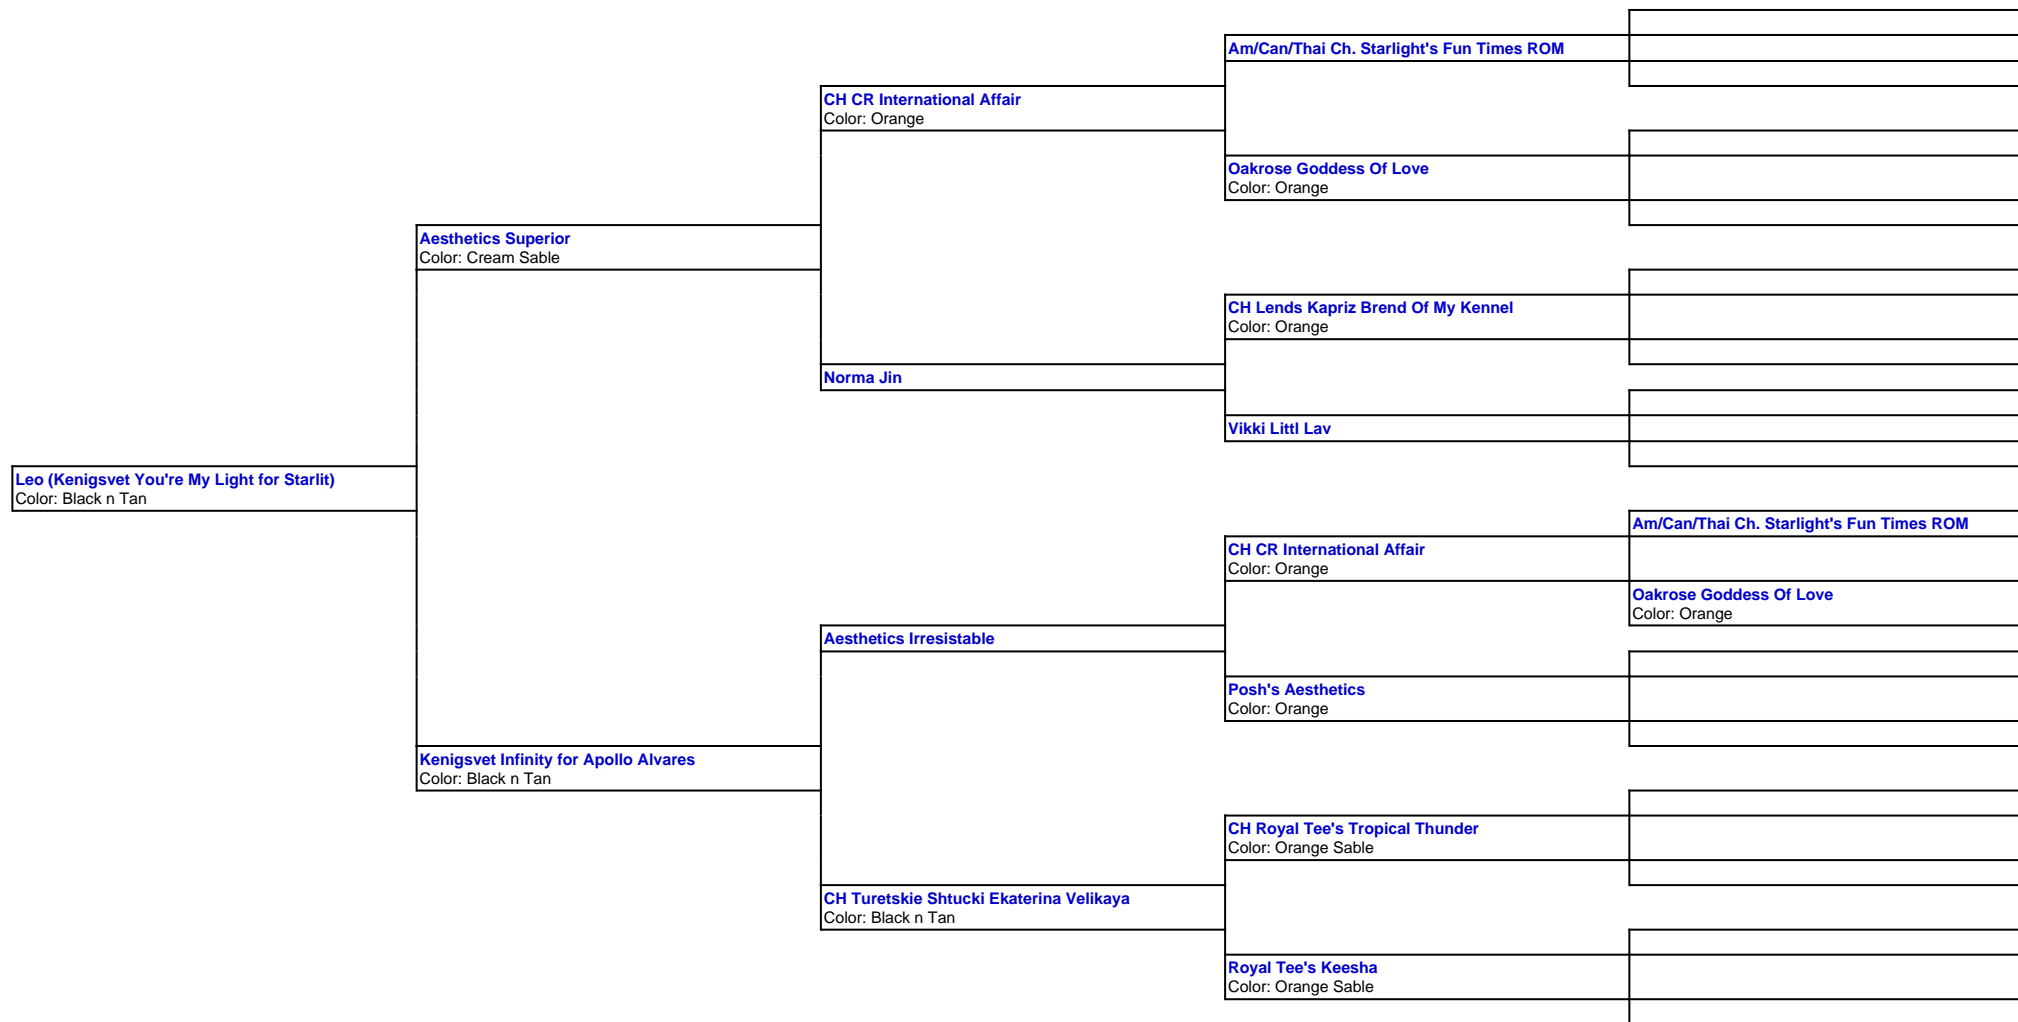 Am/Can/Thai Ch. Starlight's Fun Times ROM
CH CR International Affair
Color: Orange
Oakrose Goddess Of Love
Color: Orange
Aesthetics Superior
Color: Cream Sable
CH Lends Kapriz Brend Of My Kennel
Color: Orange
Norma Jin
Vikki Littl Lav
Leo (Kenigsvet You're My Light for Starlit)
Color: Black n Tan
Am/Can/Thai Ch. Starlight's Fun Times ROM
CH CR International Affair
Color: Orange
Oakrose Goddess Of Love
Color: Orange
Aesthetics Irresistable
Posh's Aesthetics
Color: Orange
Kenigsvet Infinity for Apollo Alvares
Color: Black n Tan
CH Royal Tee's Tropical Thunder
Color: Orange Sable
CH Turetskie Shtucki Ekaterina Velikaya
Color: Black n Tan
Royal Tee's Keesha
Color: Orange Sable